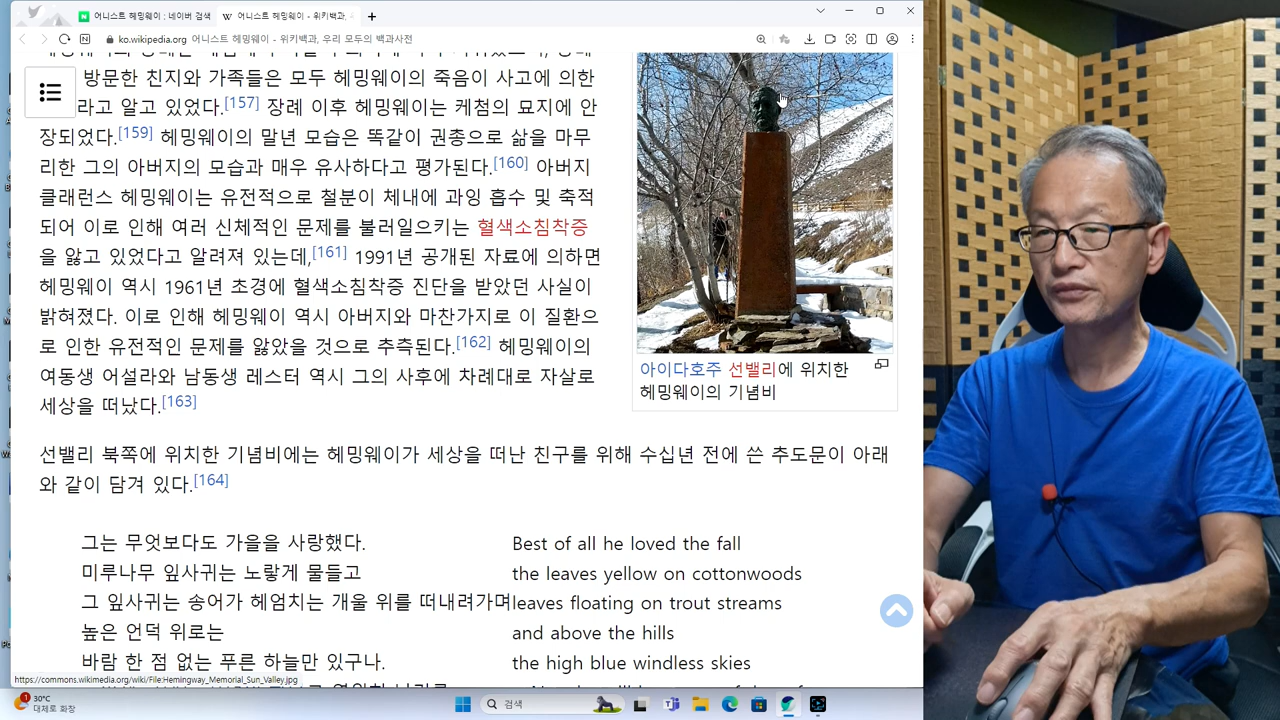 어니스트 헤밍웨이 : 네이버 검색
어니스트 헤밍웨이 - 위키백과,
ko.wikipedia.org 어니스트 헤밍웨이 - 위키백과, 우리 모두의 백과사전
방문한 친지와 가족들은 모두 헤밍웨이의 죽음이 사고에 의한
라고 알고 있었다.[157] 장례 이후 헤밍웨이는 케첨의 묘지에 안
장되었다.[159] 헤밍웨이의 말년 모습은 똑같이 권총으로 삶을 마무
리한 그의 아버지의 모습과 매우 유사하다고 평가된다.[160] 아버지
클래런스 헤밍웨이는 유전적으로 철분이 체내에 과잉 흡수 및 축적
되어 이로 인해 여러 신체적인 문제를 불러일으키는 혈색소침착증
을 앓고 있었다고 알려져 있는데,[161] 1991년 공개된 자료에 의하면
헤밍웨이 역시 1961년 초경에 혈색소침착증 진단을 받았던 사실이
밝혀졌다. 이로 인해 헤밍웨이 역시 아버지와 마찬가지로 이 질환으
로 인한 유전적인 문제를 앓았을 것으로 추측된다.[162] 헤밍웨이의
여동생 어설라와 남동생 레스터 역시 그의 사후에 차례대로 자살로
세상을 떠났다.[163]
아이다호주 선밸리에 위치한
헤밍웨이의 기념비
선밸리 북쪽에 위치한 기념비에는 헤밍웨이가 세상을 떠난 친구를 위해 수십년 전에 쓴 추도문이 아래
와 같이 담겨 있다.[164]
그는 무엇보다도 가을을 사랑했다.
미루나무 잎사귀는 노랗게 물들고
그 잎사귀는 송어가 헤엄치는 개울 위를 떠내려가며
높은 언덕 위로는
바람 한 점 없는 푸른 하늘만 있구나.
Best of all he loved the fall
the leaves yellow on cottonwoods
leaves floating on trout streams
and above the hills
the high blue windless skies
https://commons.wikimedia.org/wiki/File:Hemingway_Memorial_Sun_Valley.jpg
1
30°C
대체로 화창
검색